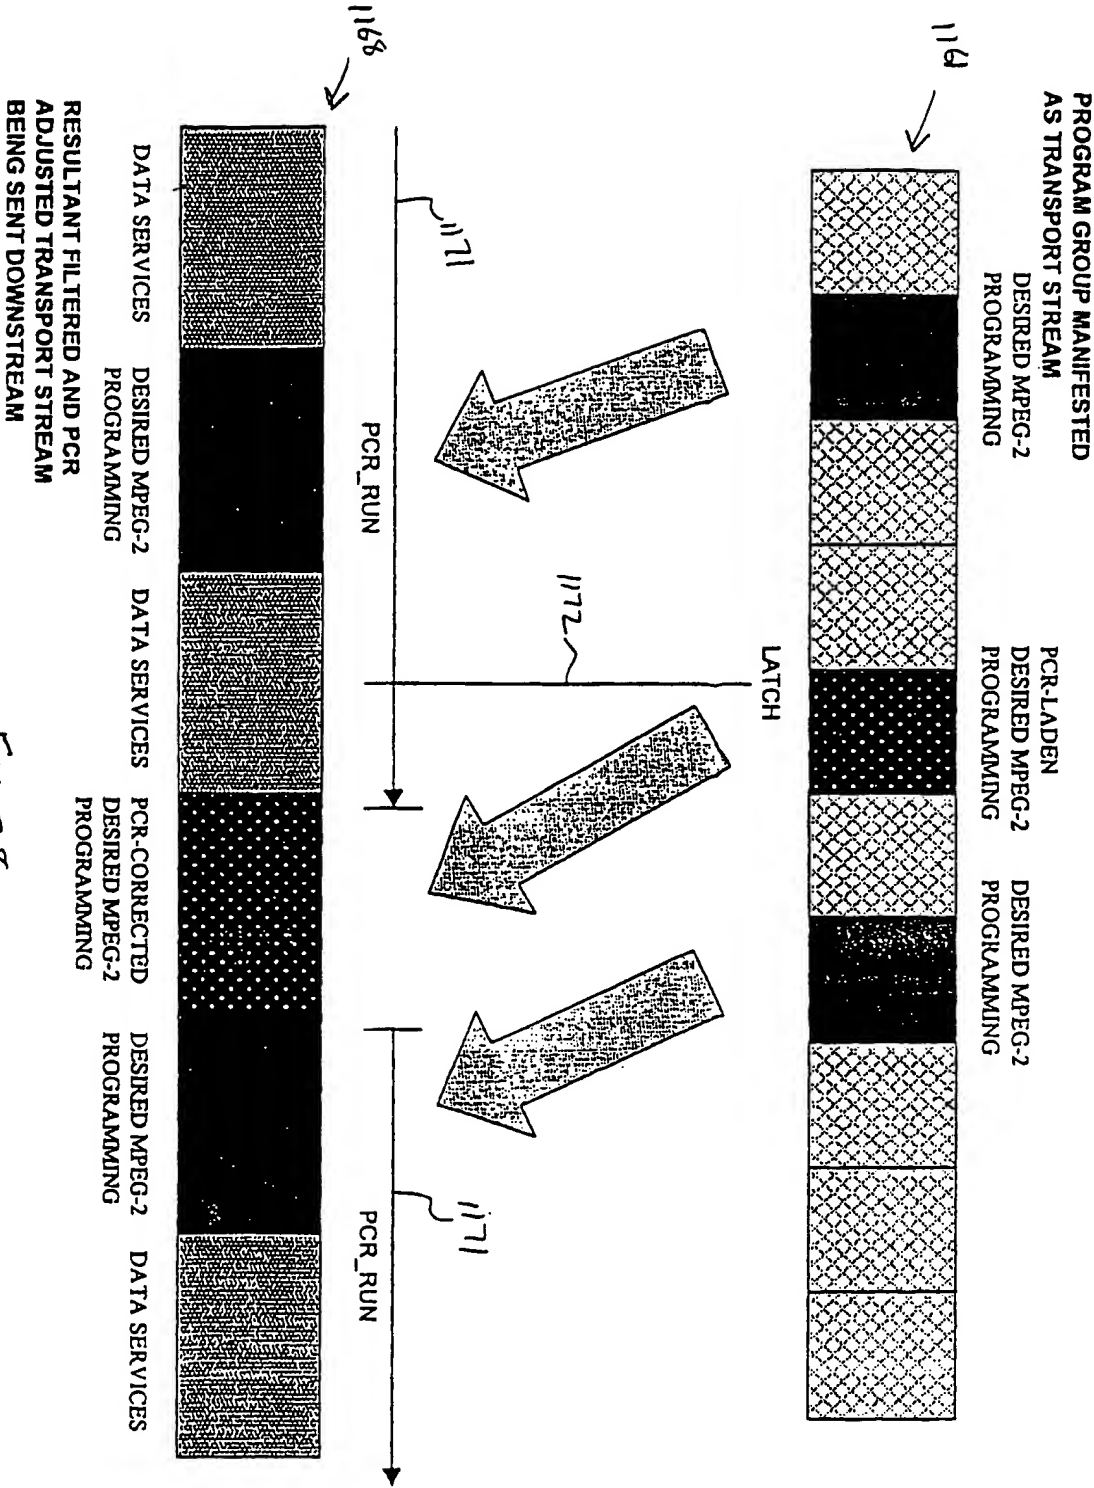 PROGRAM GROUP MANIFESTED
AS TRANSPORT STREAM
1161
DESIRED MPEG-2
PROGRAMMING
PCR-LADEN
DESIRED MPEG-2
PROGRAMMING
DESIRED MPEG-2
PROGRAMMING
LATCH
1172
1171
PCR_RUN
1171
PCR_RUN
1168
DATA SERVICES
DESIRED MPEG-2
PROGRAMMING
DATA SERVICES
PCR-CORRECTED
DESIRED MPEG-2
PROGRAMMING
DESIRED MPEG-2
PROGRAMMING
DATA SERVICES
RESULTANT FILTERED AND PCR
ADJUSTED TRANSPORT STREAM
BEING SENT DOWNSTREAM